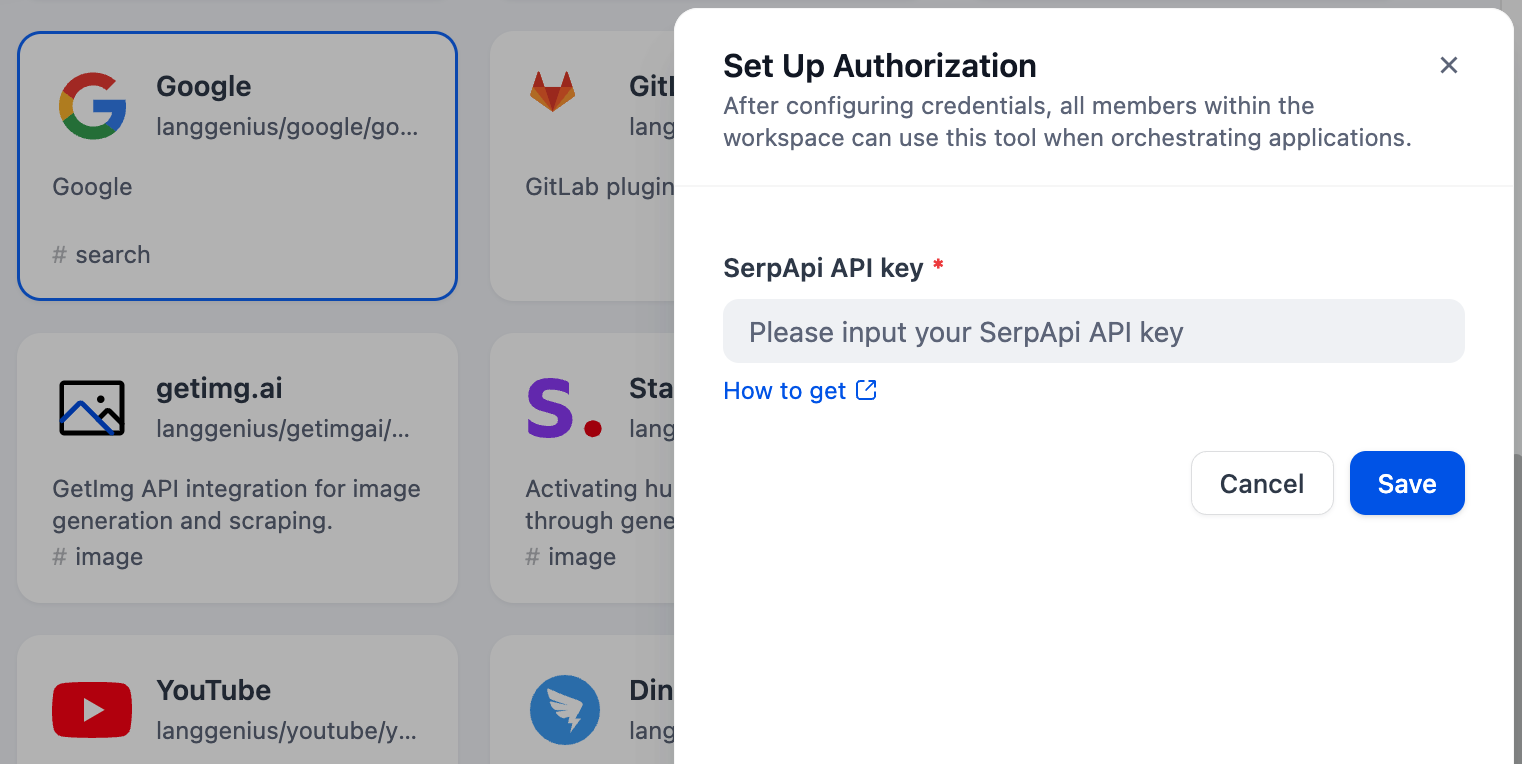 Google
langgenius/google/go...
Google
# search
GitL
lang
GitLab plugin
getimg.ai
langgenius/getimgai/...
GetImg API integration for image
generation and scraping.
# image
S.
Sta
lang
Activating hu
through gene
# image
YouTube
langgenius/youtube/y...
Din
lang
Set Up Authorization
After configuring credentials, all members within the
workspace can use this tool when orchestrating applications.
SerpApi API key *
Please input your SerpApi API key
How to get
Cancel
Save